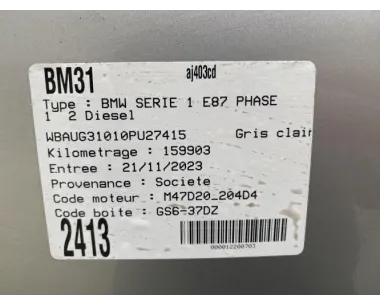 BM31
aj403cd
Type : BMW SERIE 1 E87 PHASE
1 2 Diesel
WBAUG31010PU27415 Gris clair
Kilometrage : 159903
Entree : 21/11/2023
Provenance : Societe
Code moteur : M47D20_204D4
Code boite : GS6-37DZ
2413
000012200703